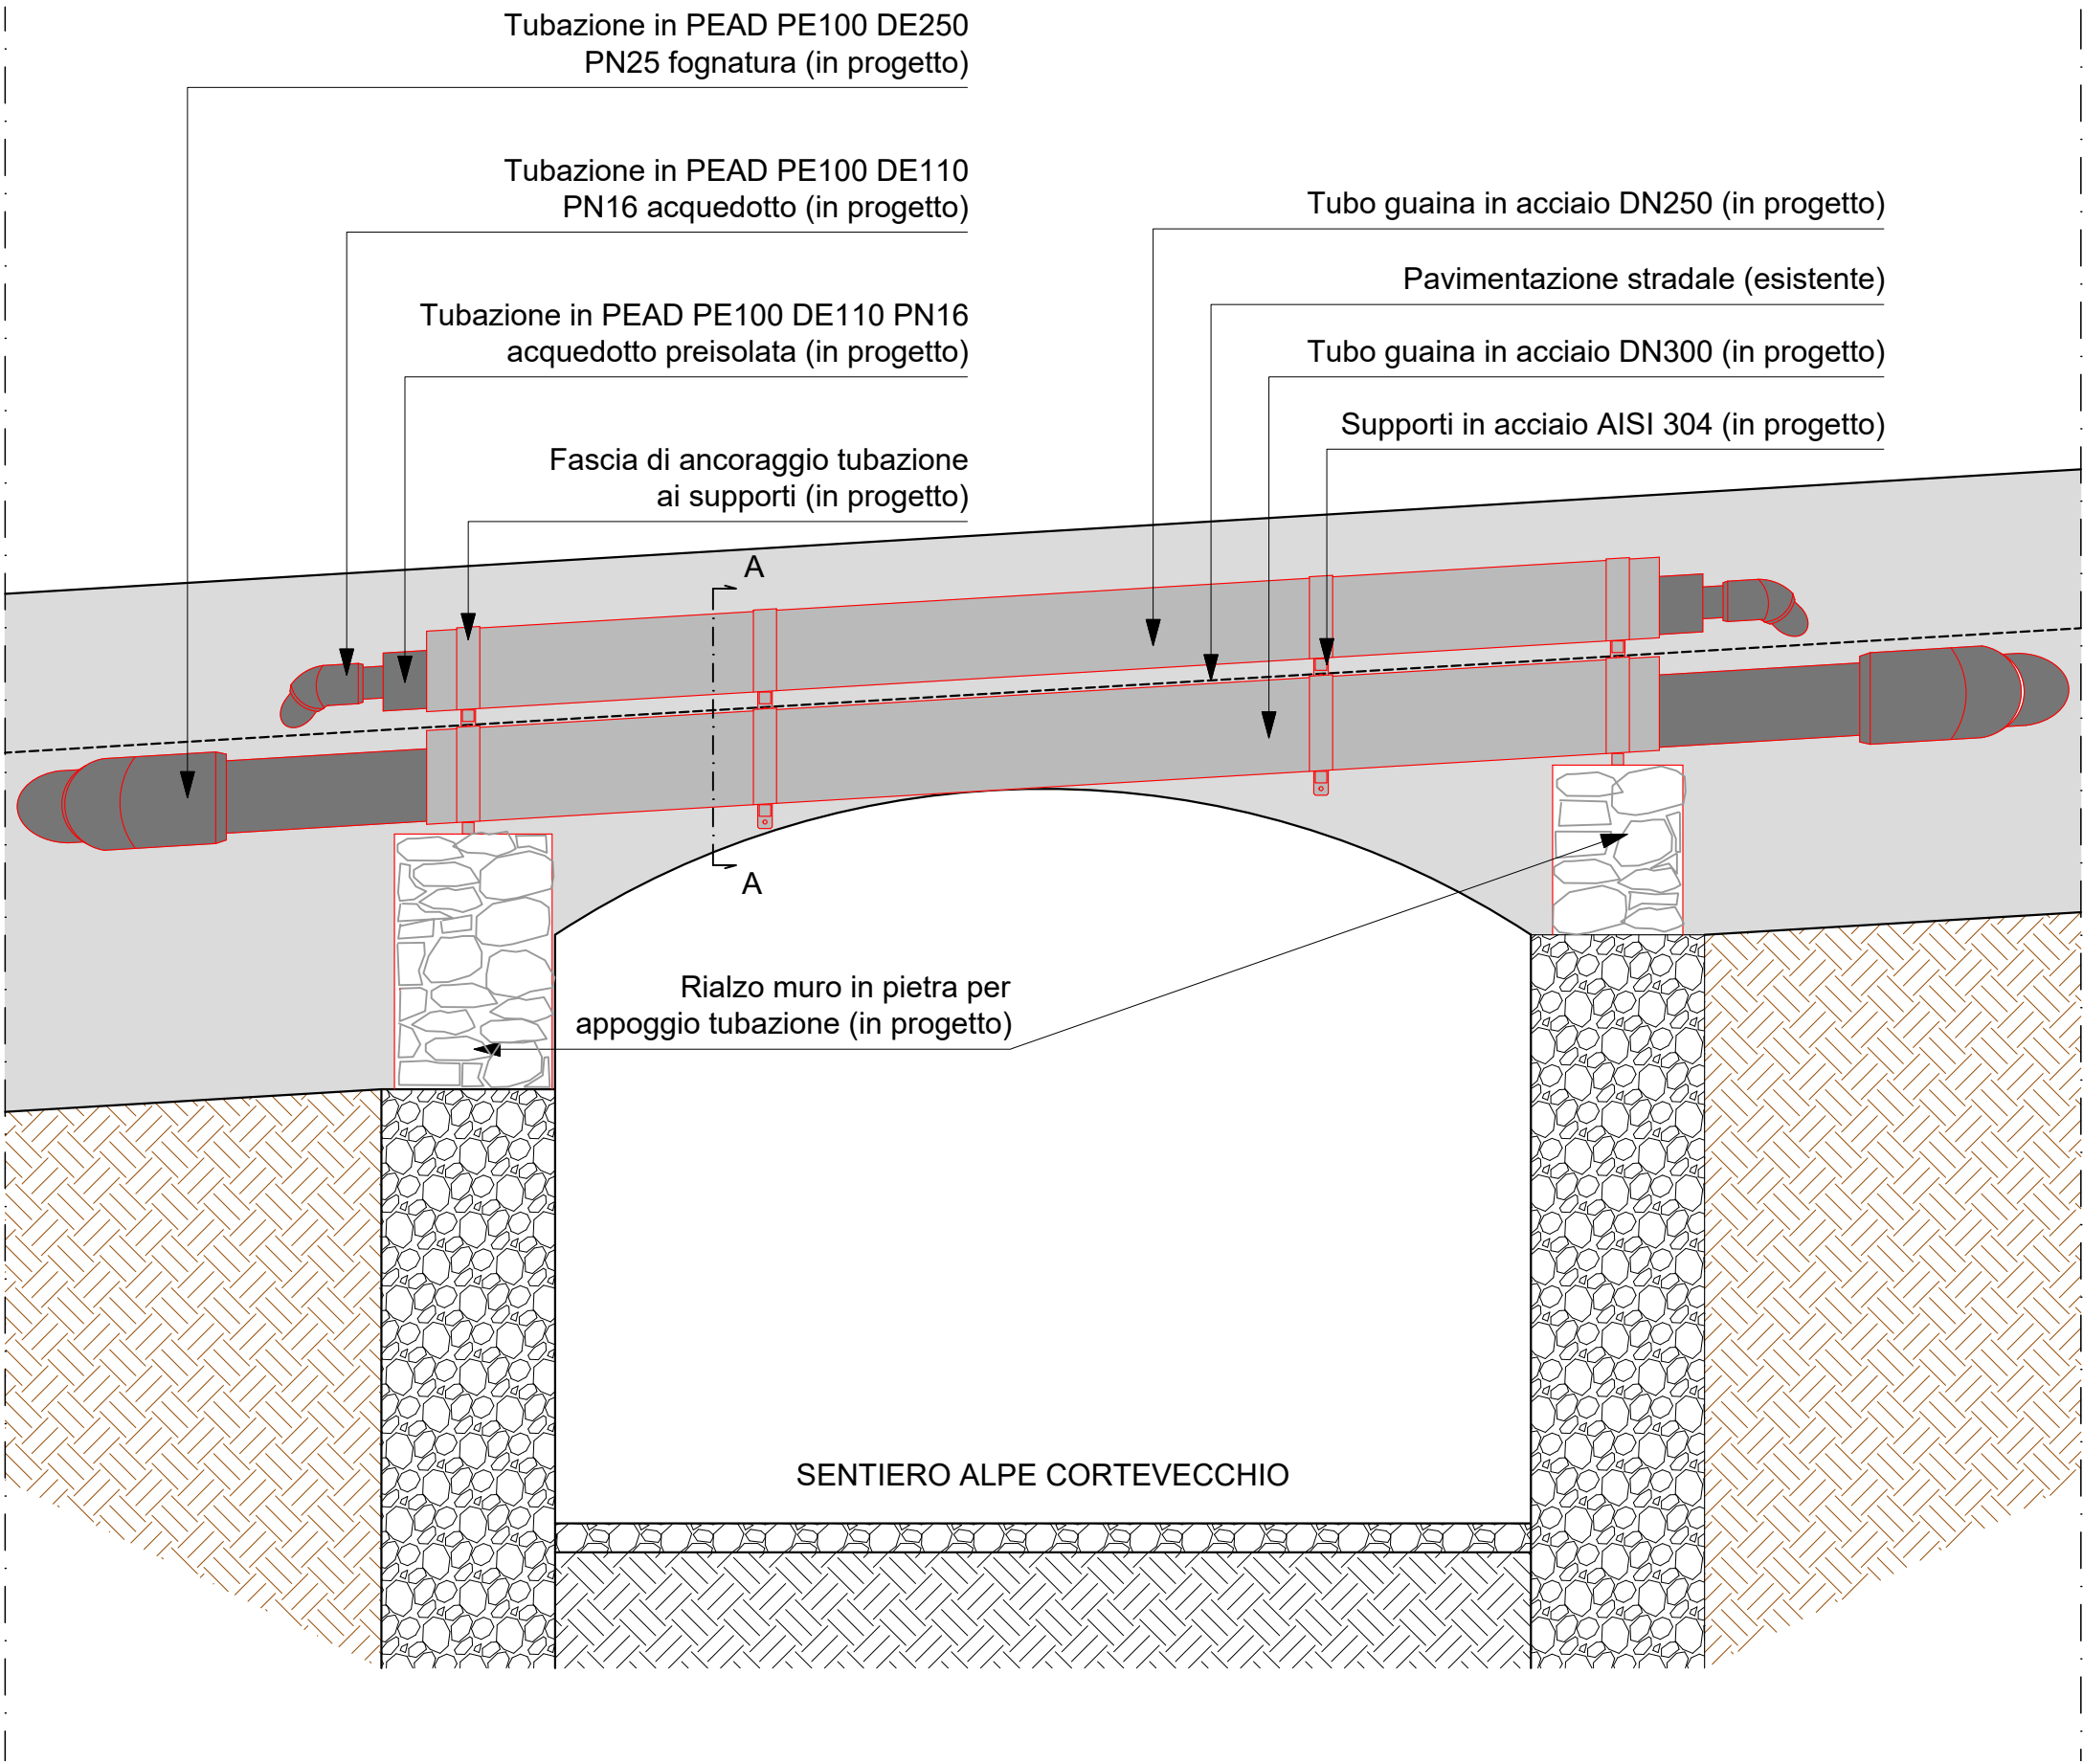 Tubazione in PEAD PE100 DE250
PN25 fognatura (in progetto)
Tubazione in PEAD PE100 DE110
PN16 acquedotto (in progetto)
Tubazione in PEAD PE100 DE110 PN16
acquedotto preisolata (in progetto)
Fascia di ancoraggio tubazione
ai supporti (in progetto)
Tubo guaina in acciaio DN250 (in progetto)
Pavimentazione stradale (esistente)
Tubo guaina in acciaio DN300 (in progetto)
Supporti in acciaio AISI 304 (in progetto)
A
A
Rialzo muro in pietra per
appoggio tubazione (in progetto)
SENTIERO ALPE CORTEVECCHIO